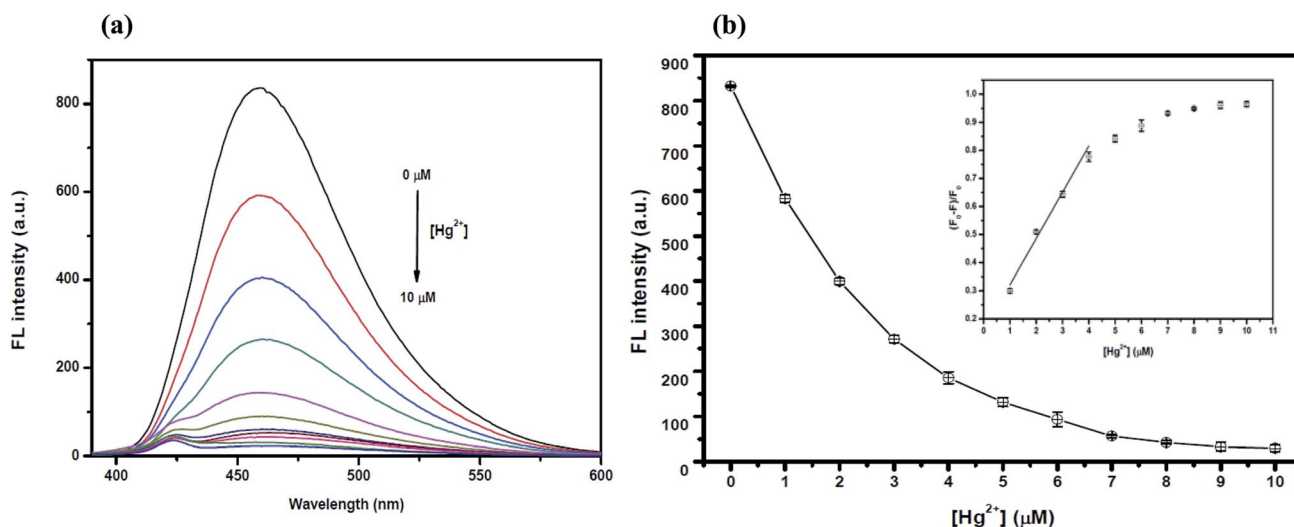 (a)
FL intensity (a.u.)
800
600
400
200
0
400
450
500
550
600
Wavelength (nm)
0 μM
[Hg²⁺]
10 μM
(b)
FL intensity (a.u.)
900
800
700
600
500
400
300
200
100
0
0 1 2 3 4 5 6 7 8 9 10
[Hg²⁺] (μM)
(F₀-F)/F₀
1.0
0.9
0.8
0.7
0.6
0.5
0.4
0.3
0.2
0 1 2 3 4 5 6 7 8 9 10 11
[Hg²⁺] (μM)